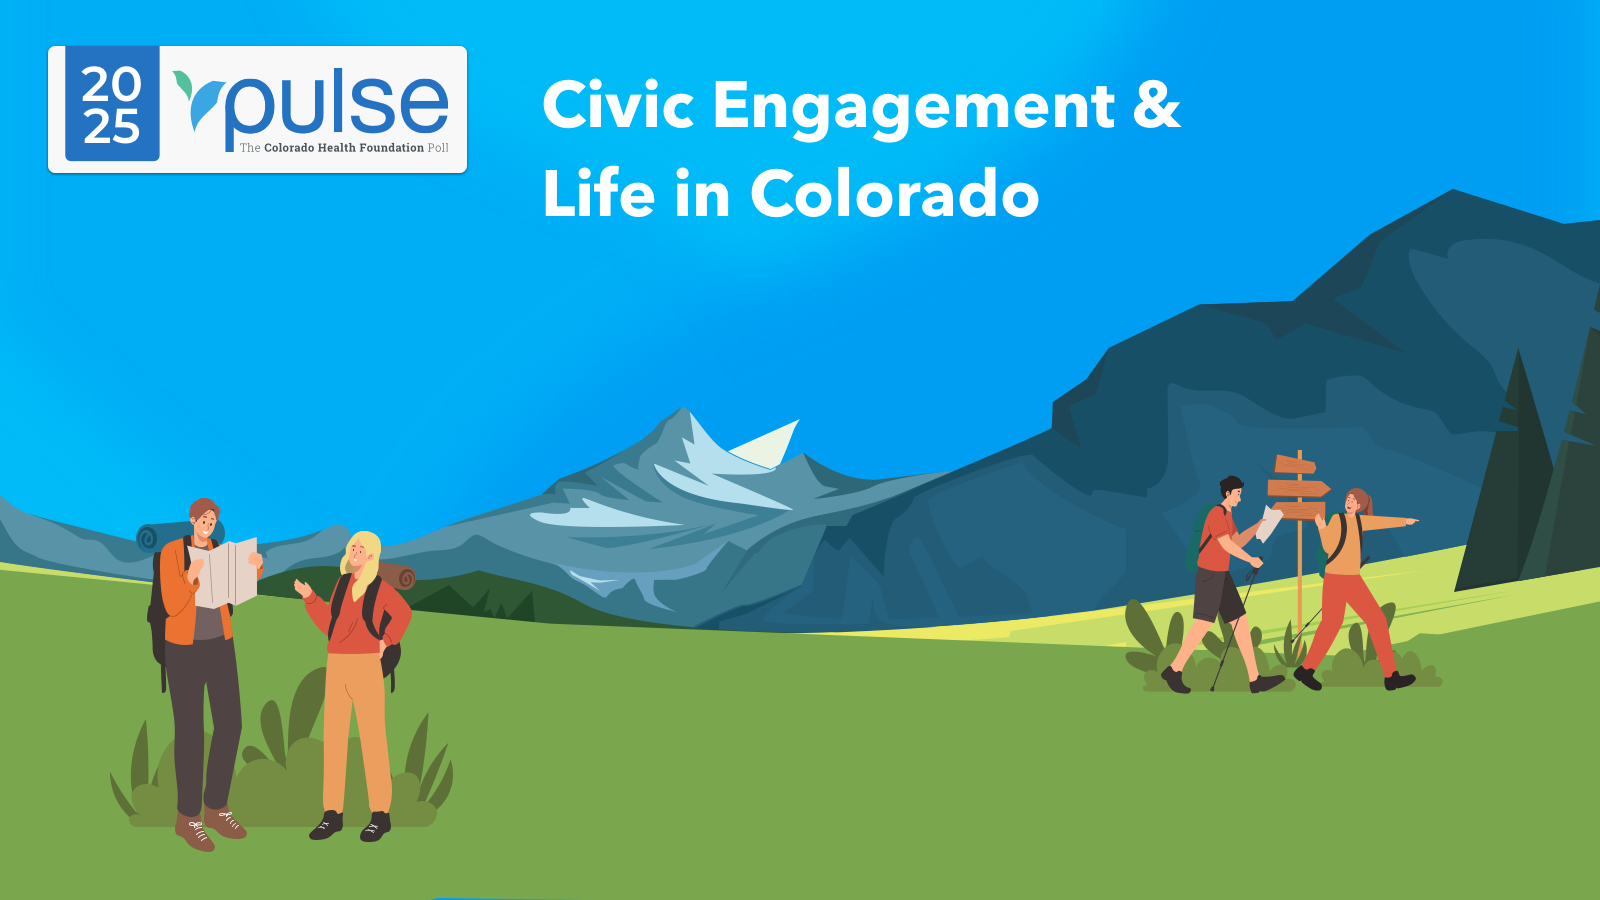 20
25
pulse
The Colorado Health Foundation Poll
Civic Engagement &
Life in Colorado